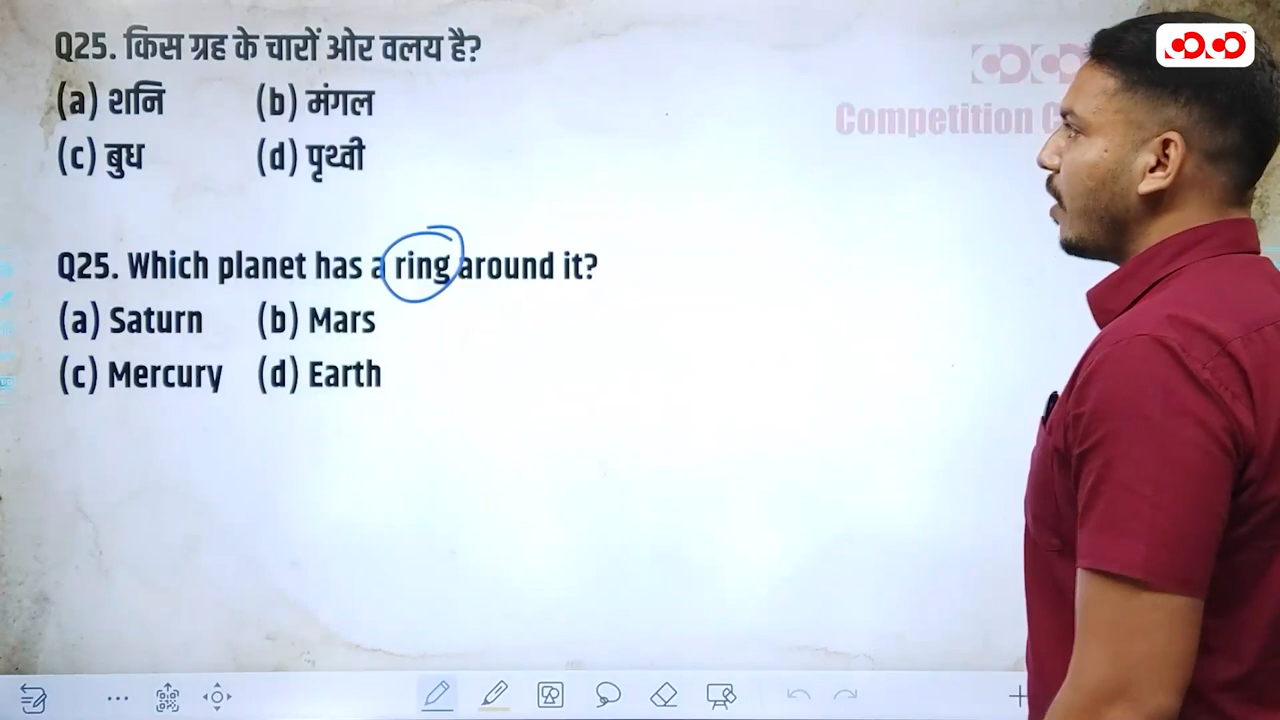 Q25. किस ग्रह के चारों ओर वलय है?
(a) शनि (b) मंगल
(c) बुध (d) पृथ्वी
Competition
Q25. Which planet has a ring around it?
(a) Saturn (b) Mars
(c) Mercury (d) Earth